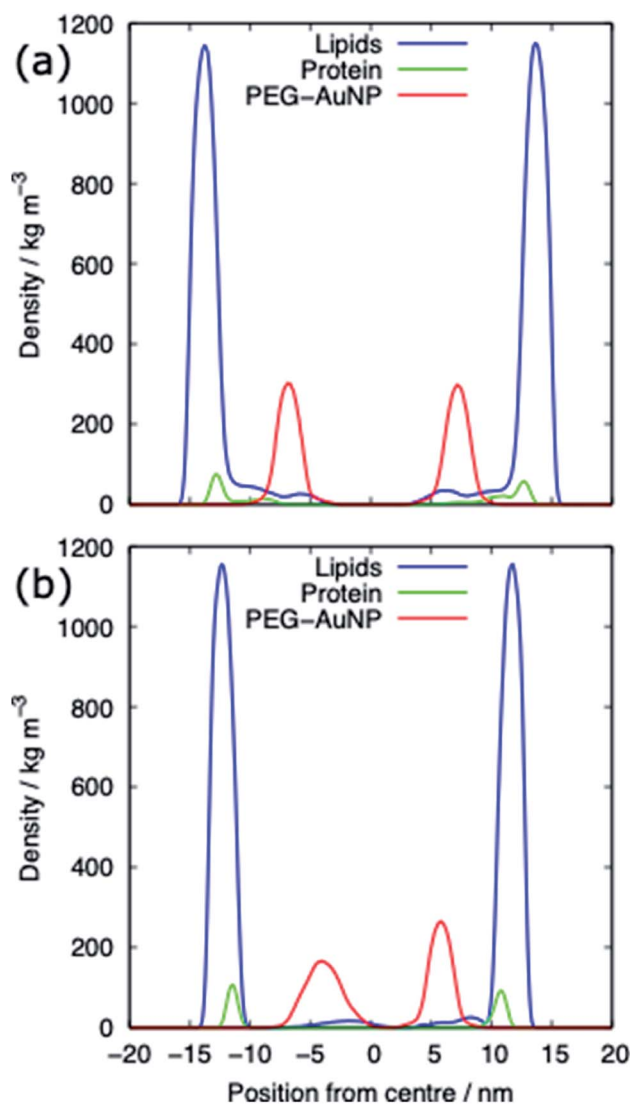 (a)
1200
1000
800
600
400
200
0
Density / kg m⁻³
Lipids
Protein
PEG−AuNP
(b)
1200
1000
800
600
400
200
0
Density / kg m⁻³
Lipids
Protein
PEG−AuNP
−20 −15 −10 −5 0 5 10 15 20
Position from centre / nm